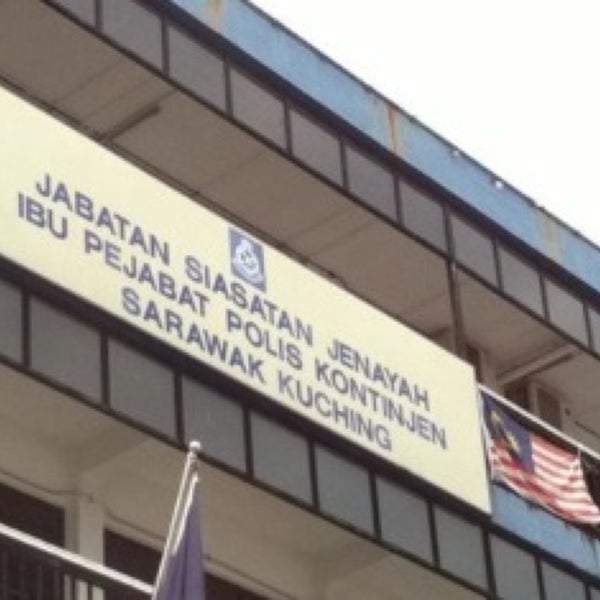 JABATAN SIASATAN JENAYAH
IBU PEJABAT POLIS KONTINJEN
SARAWAK KUCHING